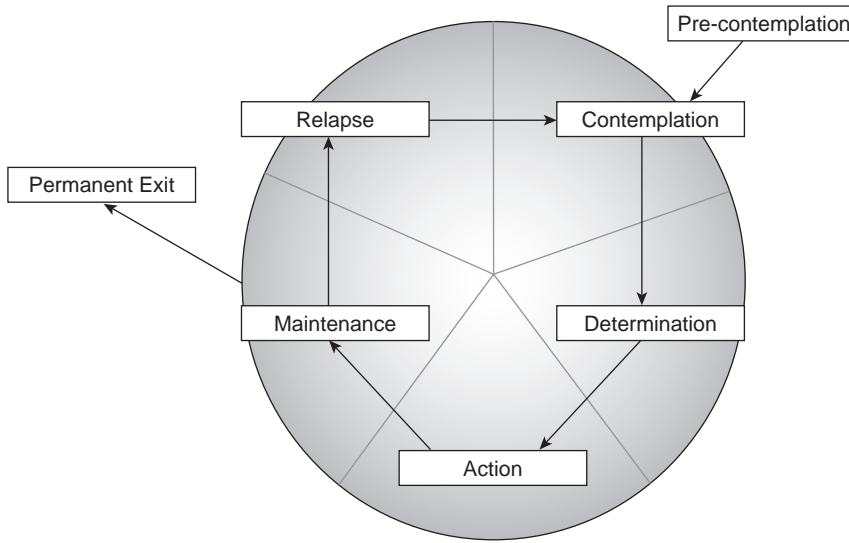 Pre-contemplation
Relapse
Contemplation
Permanent Exit
Maintenance
Determination
Action